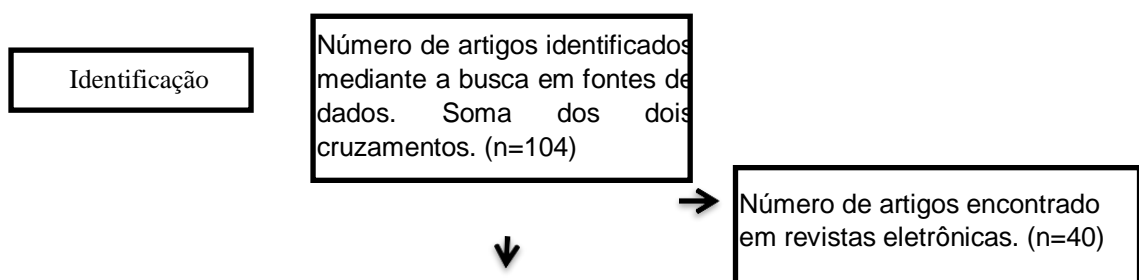 Identificação
Número de artigos identificados
mediante a busca em fontes de
dados. Soma dos dois
cruzamentos. (n=104)
Número de artigos encontrado
em revistas eletrônicas. (n=40)